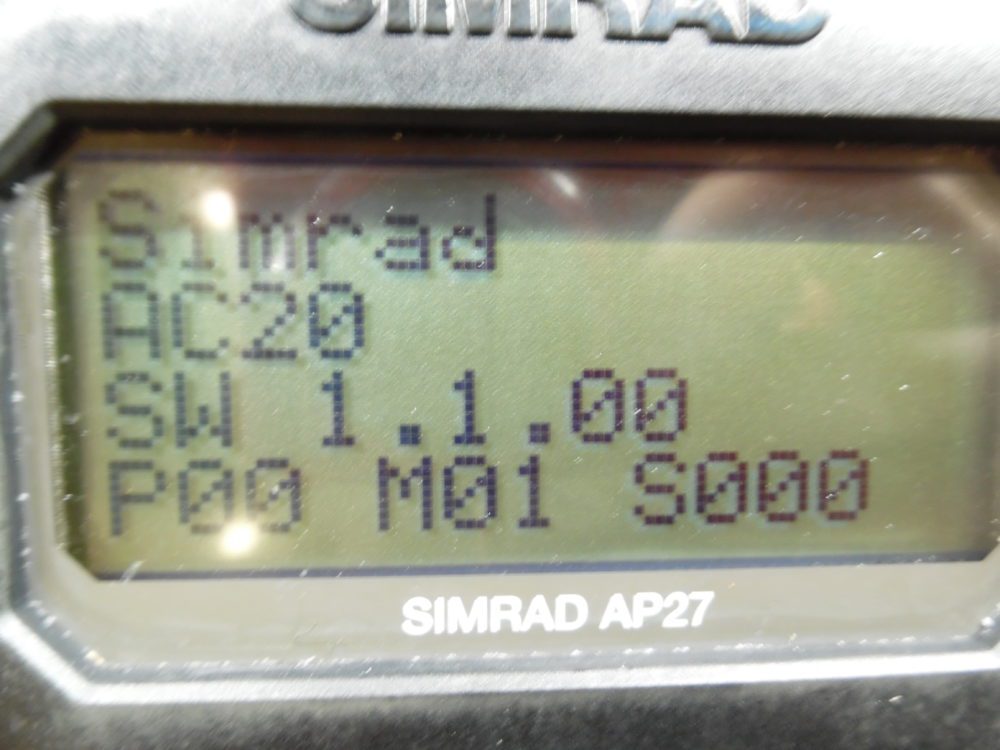 SIMRAD
Simrad
AC20
SW 1.1.00
P00 M01 S000
SIMRAD AP27